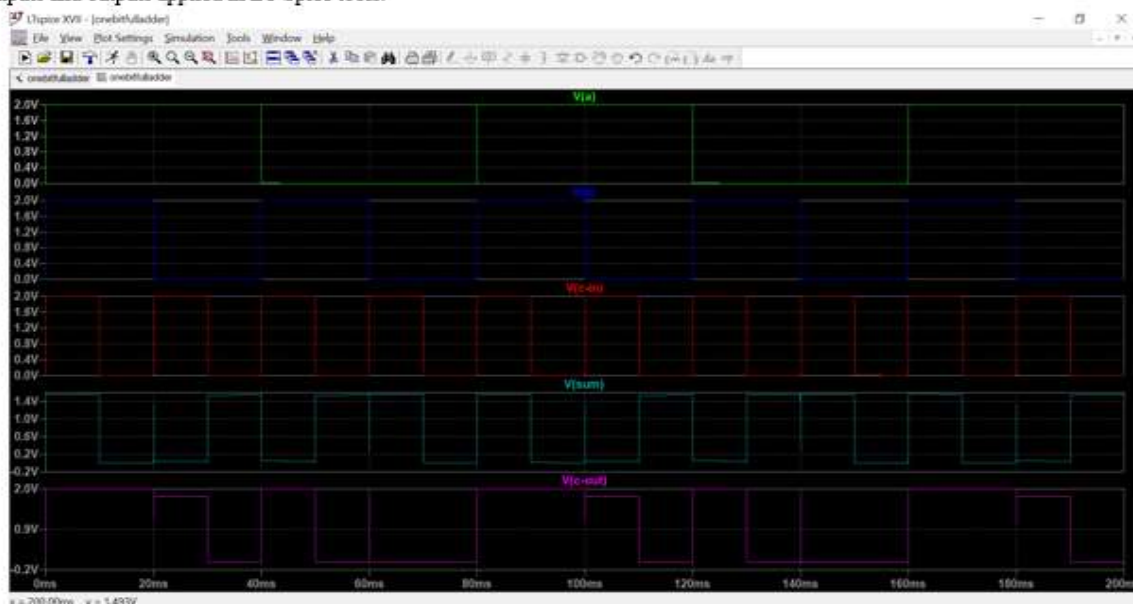 LTspice XVII - [onebitfulladder]
File View Plot Settings Simulation Tools Window Help
onebitfulladder onebitfulladder
V(a)
2.0V
1.6V
1.2V
0.8V
0.4V
0.0V
2.0V
1.6V
1.2V
0.8V
0.4V
0.0V
V(c-in)
2.0V
1.6V
1.2V
0.8V
0.4V
0.0V
V(sum)
1.4V
1.0V
0.6V
0.2V
-0.2V
V(c-out)
2.0V
0.9V
-0.2V
0ms 20ms 40ms 60ms 80ms 100ms 120ms 140ms 160ms 180ms 200ms
x = 200.00ms y = 1.493V